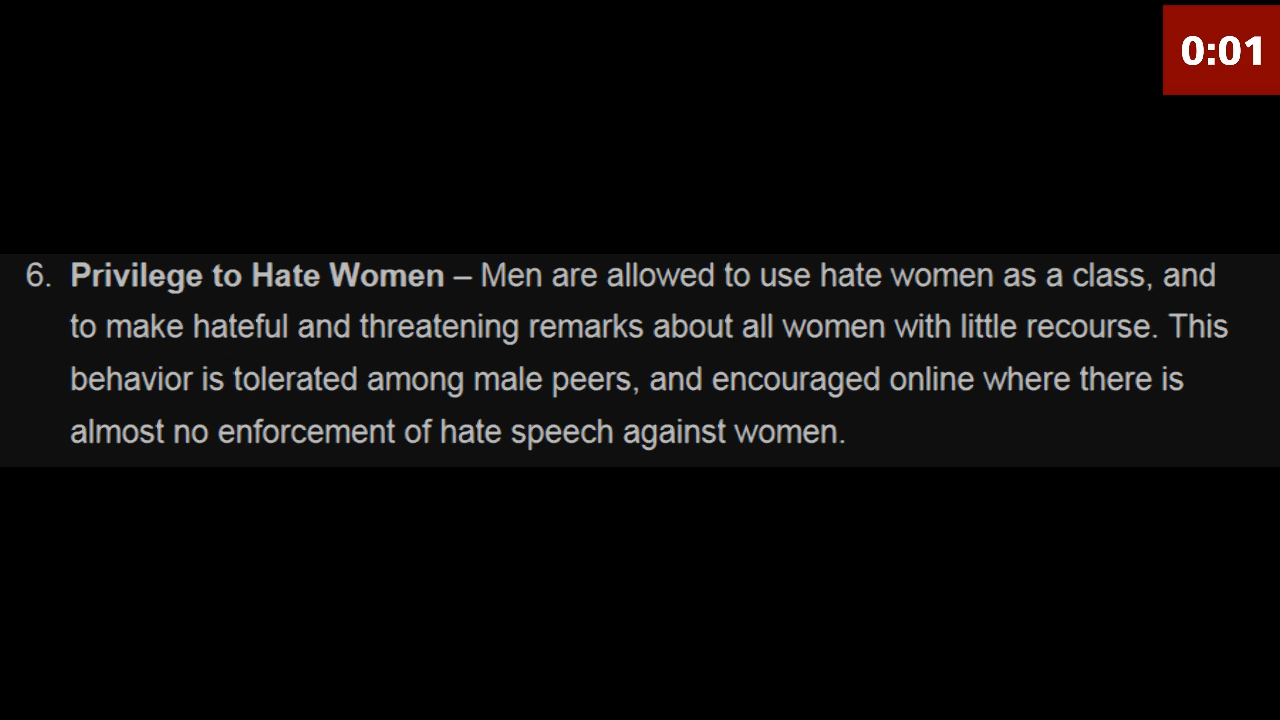 0:01
6. Privilege to Hate Women – Men are allowed to use hate women as a class, and
to make hateful and threatening remarks about all women with little recourse. This
behavior is tolerated among male peers, and encouraged online where there is
almost no enforcement of hate speech against women.